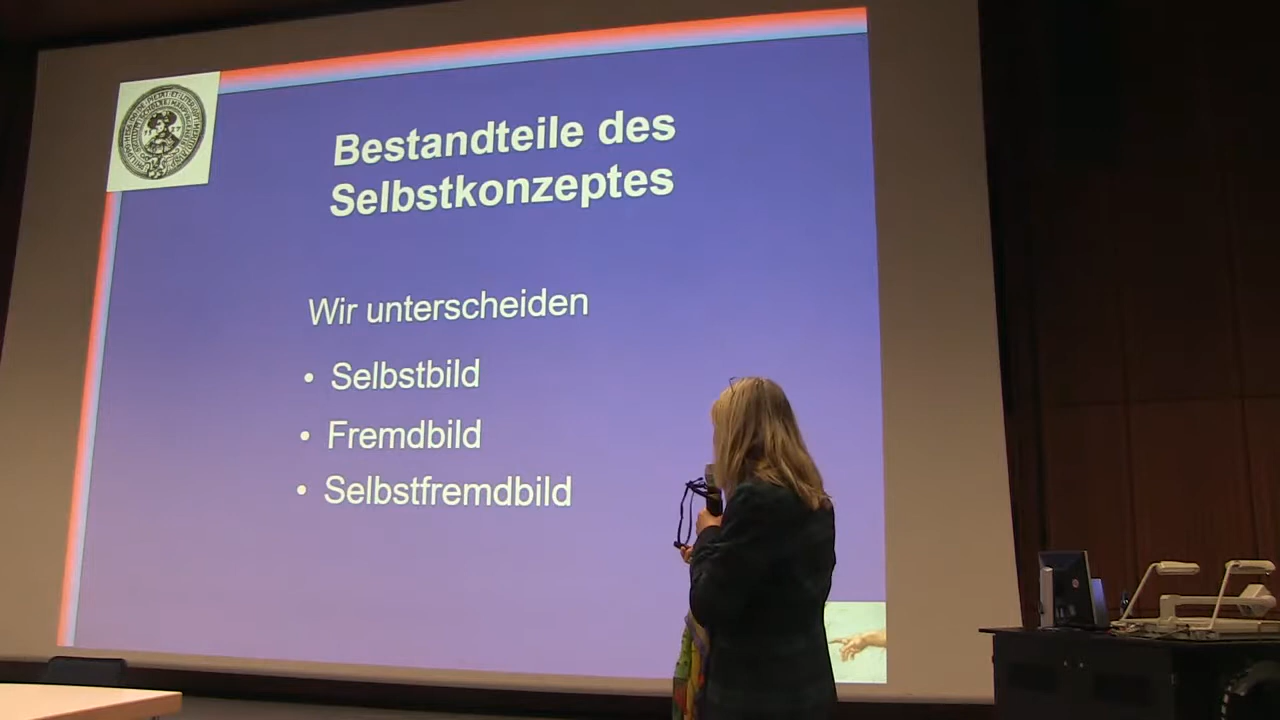 Bestandteile des
Selbstkonzeptes
Wir unterscheiden
• Selbstbild
• Fremdbild
• Selbstfremdbild